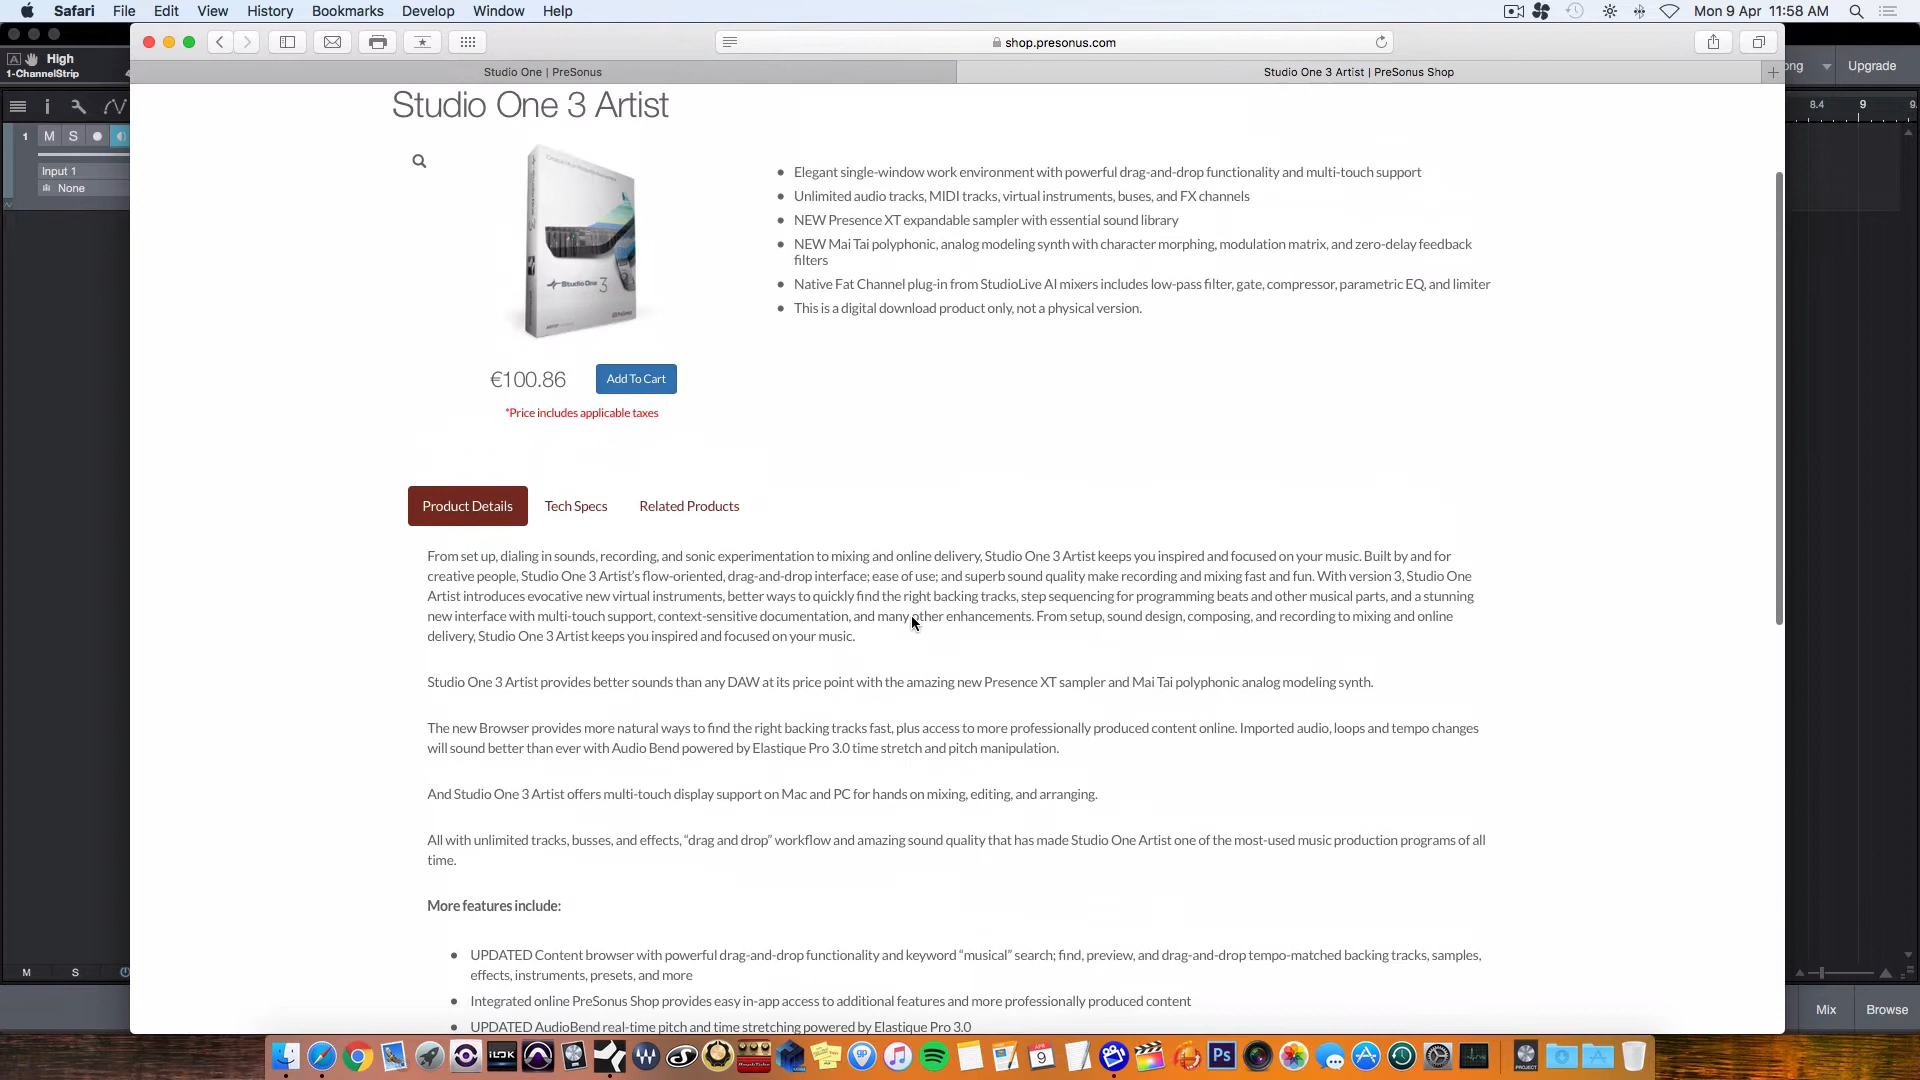 Safari File Edit View History Bookmarks Develop Window Help Mon 9 Apr 11:58 AM
shop.presonus.com
Studio One | PreSonus Studio One 3 Artist | PreSonus Shop
High
1-ChannelStrip
ong Upgrade
8.4 9 9.
1 M S
Input 1
None
Studio One 3 Artist
Studio One 3
Elegant single-window work environment with powerful drag-and-drop functionality and multi-touch support
Unlimited audio tracks, MIDI tracks, virtual instruments, buses, and FX channels
NEW Presence XT expandable sampler with essential sound library
NEW Mai Tai polyphonic, analog modeling synth with character morphing, modulation matrix, and zero-delay feedback
filters
Native Fat Channel plug-in from StudioLive AI mixers includes low-pass filter, gate, compressor, parametric EQ, and limiter
This is a digital download product only, not a physical version.
€100.86 Add To Cart
*Price includes applicable taxes
Product Details Tech Specs Related Products
From set up, dialing in sounds, recording, and sonic experimentation to mixing and online delivery, Studio One 3 Artist keeps you inspired and focused on your music. Built by and for
creative people, Studio One 3 Artist's flow-oriented, drag-and-drop interface; ease of use; and superb sound quality make recording and mixing fast and fun. With version 3, Studio One
Artist introduces evocative new virtual instruments, better ways to quickly find the right backing tracks, step sequencing for programming beats and other musical parts, and a stunning
new interface with multi-touch support, context-sensitive documentation, and many other enhancements. From setup, sound design, composing, and recording to mixing and online
delivery, Studio One 3 Artist keeps you inspired and focused on your music.
Studio One 3 Artist provides better sounds than any DAW at its price point with the amazing new Presence XT sampler and Mai Tai polyphonic analog modeling synth.
The new Browser provides more natural ways to find the right backing tracks fast, plus access to more professionally produced content online. Imported audio, loops and tempo changes
will sound better than ever with Audio Bend powered by Elastique Pro 3.0 time stretch and pitch manipulation.
And Studio One 3 Artist offers multi-touch display support on Mac and PC for hands on mixing, editing, and arranging.
All with unlimited tracks, busses, and effects, “drag and drop” workflow and amazing sound quality that has made Studio One Artist one of the most-used music production programs of all
time.
More features include:
UPDATED Content browser with powerful drag-and-drop functionality and keyword “musical” search; find, preview, and drag-and-drop tempo-matched backing tracks, samples,
effects, instruments, presets, and more
Integrated online PreSonus Shop provides easy in-app access to additional features and more professionally produced content
UPDATED AudioBend real-time pitch and time stretching powered by Elastique Pro 3.0
M S
Mix Browse
iLOK
APR
9
Ps
PROJECT